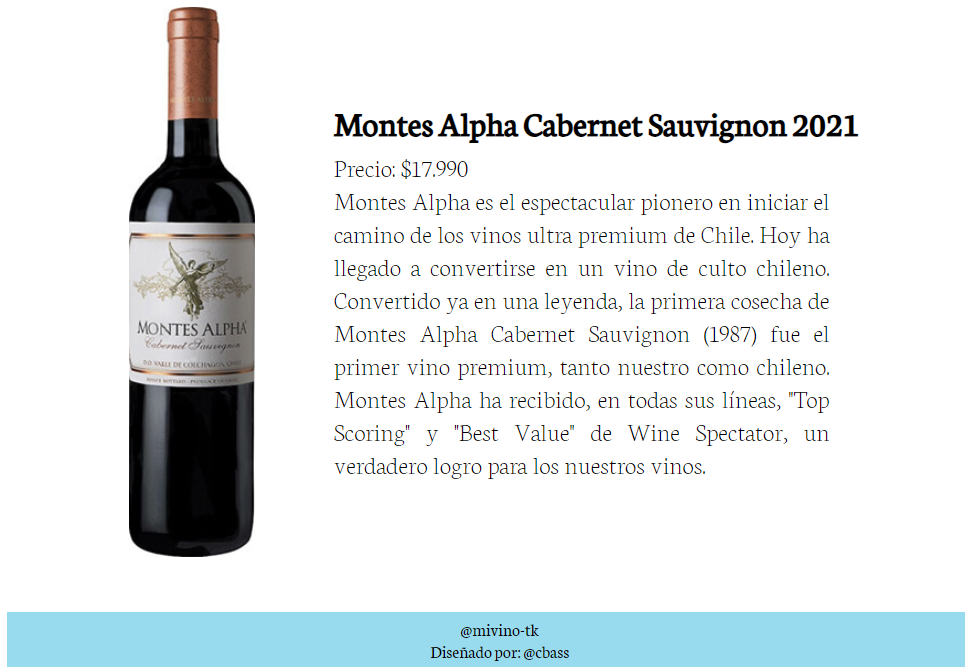 MONTES ALPHA
Cabernet Sauvignon
D.O. VALLE DE COLCHAGUA, CHILE
Montes Alpha Cabernet Sauvignon 2021
Precio: $17.990
Montes Alpha es el espectacular pionero en iniciar el
camino de los vinos ultra premium de Chile. Hoy ha
llegado a convertirse en un vino de culto chileno.
Convertido ya en una leyenda, la primera cosecha de
Montes Alpha Cabernet Sauvignon (1987) fue el
primer vino premium, tanto nuestro como chileno.
Montes Alpha ha recibido, en todas sus líneas, "Top
Scoring" y "Best Value" de Wine Spectator, un
verdadero logro para los nuestros vinos.
@mivino-tk
Diseñado por: @cbass